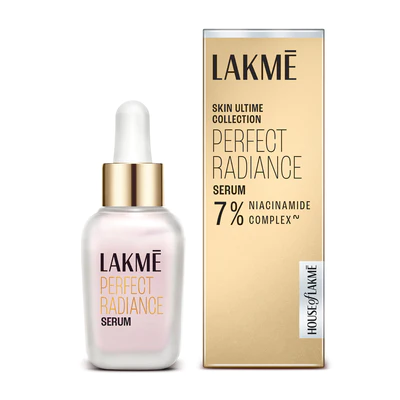 LAKMĒ
SKIN ULTIME
COLLECTION
PERFECT
RADIANCE
SERUM
7% NIACINAMIDE
COMPLEX~
HOUSE of LAKMĒ
LAKMĒ
PERFECT
RADIANCE
SERUM